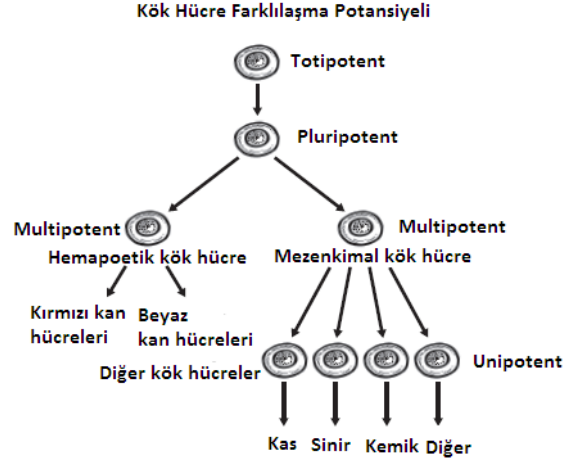 Kök Hücre Farklılaşma Potansiyeli
Totipotent
Pluripotent
Multipotent
Hemapoetik kök hücre
Multipotent
Mezenkimal kök hücre
Kırmızı kan
hücreleri
Beyaz
kan hücreleri
Diğer kök hücreler
Unipotent
Kas
Sinir
Kemik
Diğer